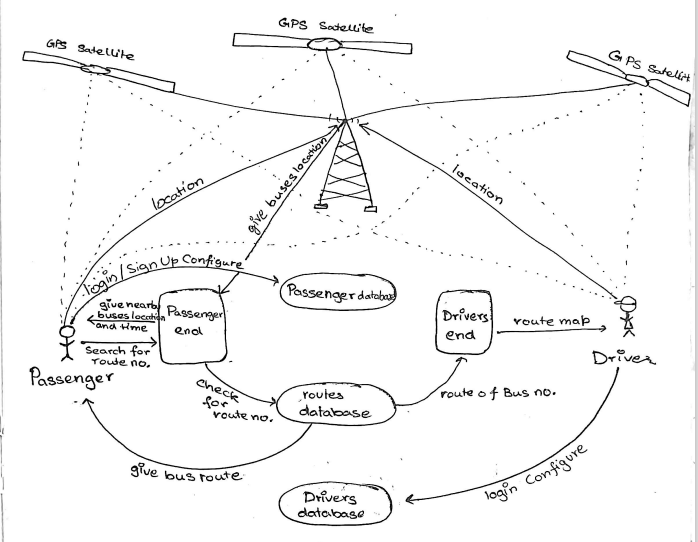 GPS Satellite
GPS Satellite
GPS Satellite
location
give buses location
location
login / Sign Up Configure
Passenger database
give nearby
buses location
and time
Passenger
end
Search for
route no.
Passenger
Drivers
end
route map
Driver
Check
for
route no.
routes
database
route of Bus no.
give bus route
Drivers
database
login Configure